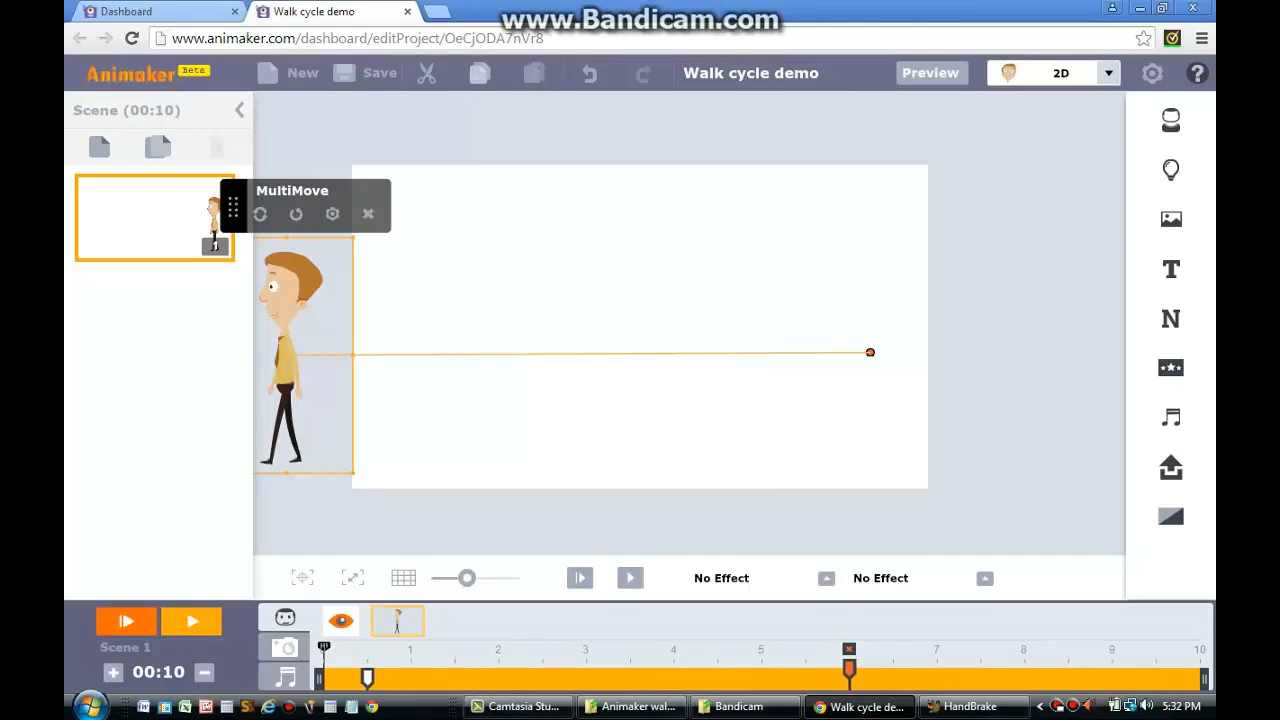 Dashboard
Walk cycle demo
www.Bandicam.com
www.animaker.com/dashboard/editProject/OeCjODA7nVr8
Animaker Beta
New
Save
Walk cycle demo
Preview
2D
?
Scene (00:10)
MultiMove
1
T
N
No Effect
No Effect
Scene 1
00:10
1 2 3 4 5 7 8 9 10
Camtasia Stu...
Animaker wal...
Bandicam
Walk cycle de...
HandBrake
5:32 PM